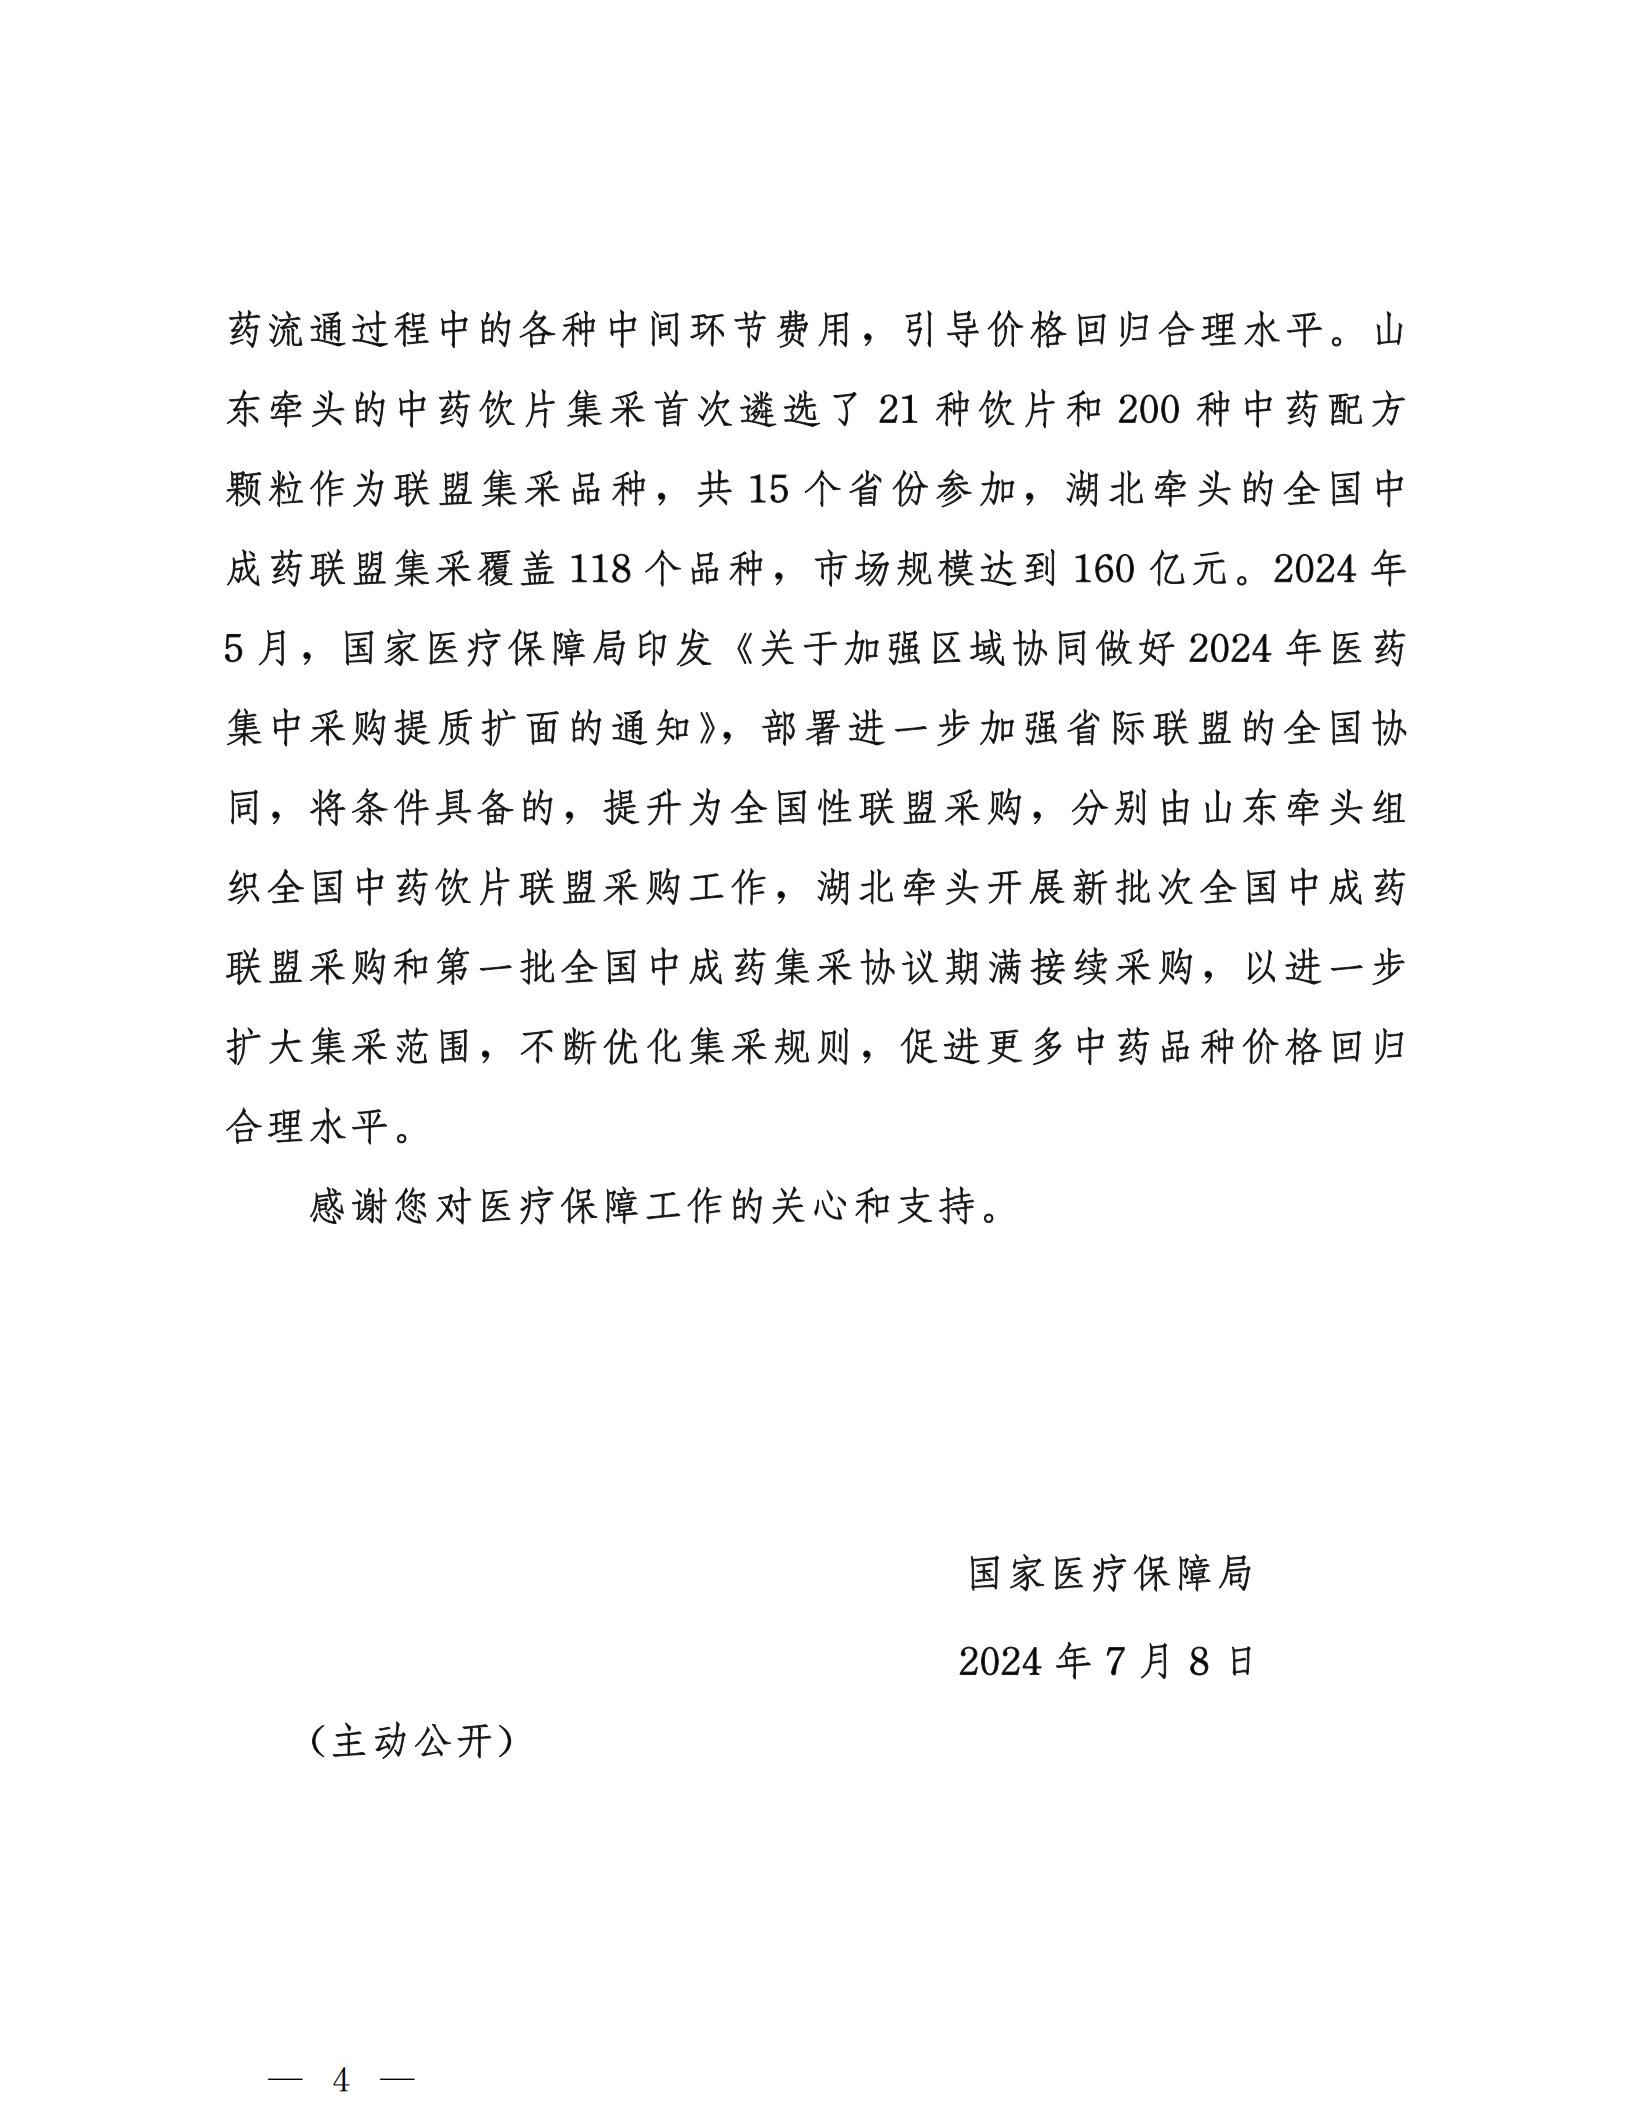 药流通过程中的各种中间环节费用，引导价格回归合理水平。山
东牵头的中药饮片集采首次遴选了 21 种饮片和 200 种中药配方
颗粒作为联盟集采品种，共 15 个省份参加，湖北牵头的全国中
成药联盟集采覆盖 118 个品种，市场规模达到 160 亿元。2024 年
5 月，国家医疗保障局印发《关于加强区域协同做好 2024 年医药
集中采购提质扩面的通知》，部署进一步加强省际联盟的全国协
同，将条件具备的，提升为全国性联盟采购，分别由山东牵头组
织全国中药饮片联盟采购工作，湖北牵头开展新批次全国中成药
联盟采购和第一批全国中成药集采协议期满接续采购，以进一步
扩大集采范围，不断优化集采规则，促进更多中药品种价格回归
合理水平。
感谢您对医疗保障工作的关心和支持。
国家医疗保障局
2024 年 7 月 8 日
（主动公开）
— 4 —